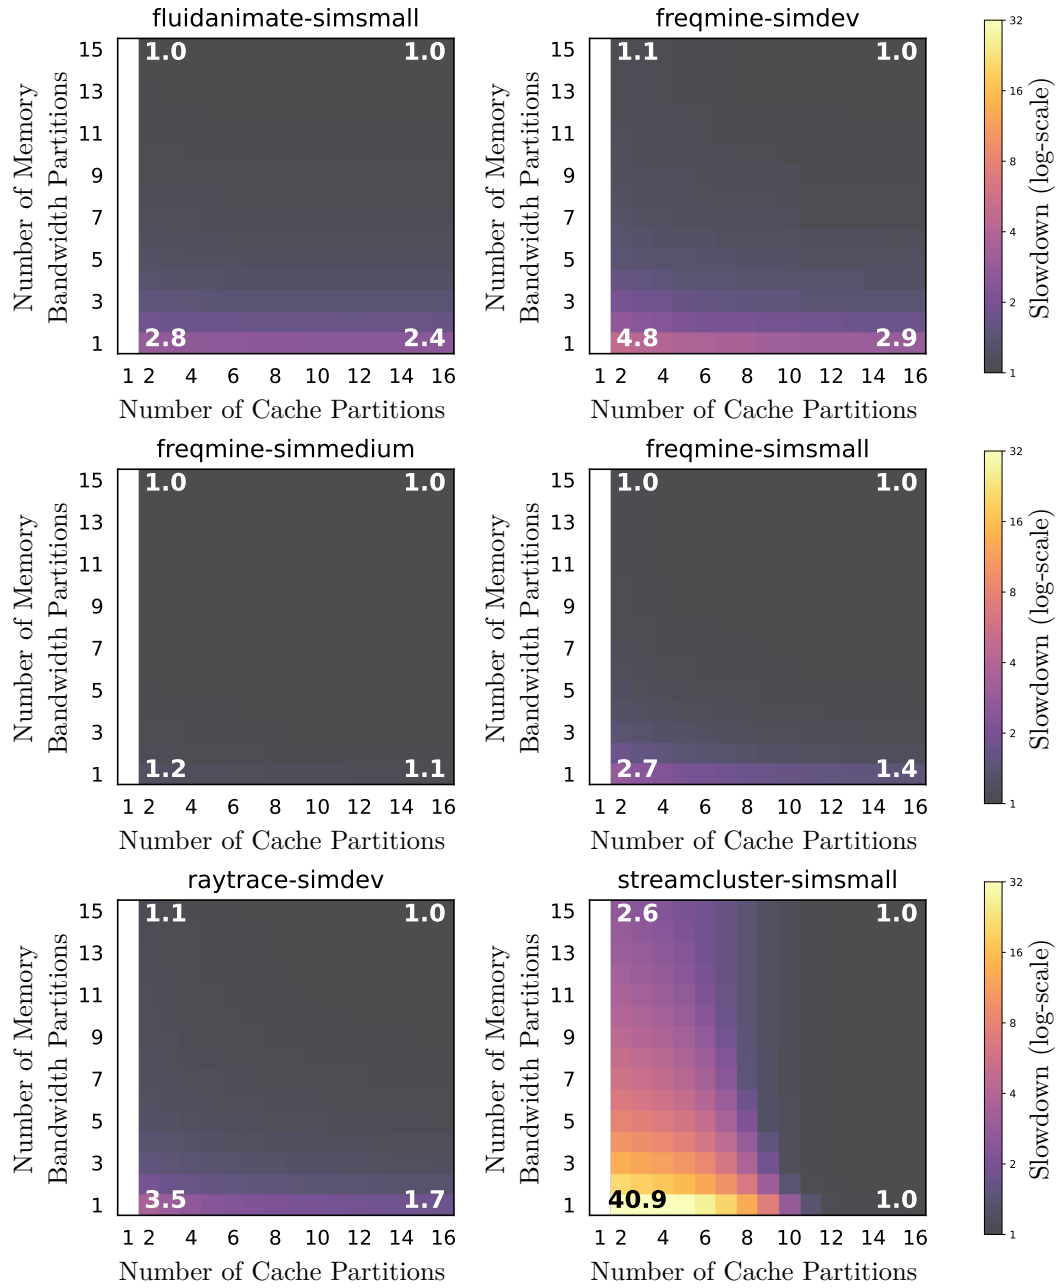 fluidanimate-simsmall
1.0 1.0
2.8 2.4
15
13
11
9
7
5
3
1
1 2 4 6 8 10 12 14 16
Number of Memory
Bandwidth Partitions
Number of Cache Partitions
freqmine-simdev
1.1 1.0
4.8 2.9
15
13
11
9
7
5
3
1
1 2 4 6 8 10 12 14 16
Number of Memory
Bandwidth Partitions
Number of Cache Partitions
32
16
8
4
2
1
Slowdown (log-scale)
freqmine-simmedium
1.0 1.0
1.2 1.1
15
13
11
9
7
5
3
1
1 2 4 6 8 10 12 14 16
Number of Memory
Bandwidth Partitions
Number of Cache Partitions
freqmine-simsmall
1.0 1.0
2.7 1.4
15
13
11
9
7
5
3
1
1 2 4 6 8 10 12 14 16
Number of Memory
Bandwidth Partitions
Number of Cache Partitions
32
16
8
4
2
1
Slowdown (log-scale)
raytrace-simdev
1.1 1.0
3.5 1.7
15
13
11
9
7
5
3
1
1 2 4 6 8 10 12 14 16
Number of Memory
Bandwidth Partitions
Number of Cache Partitions
streamcluster-simsmall
2.6 1.0
40.9 1.0
15
13
11
9
7
5
3
1
1 2 4 6 8 10 12 14 16
Number of Memory
Bandwidth Partitions
Number of Cache Partitions
32
16
8
4
2
1
Slowdown (log-scale)